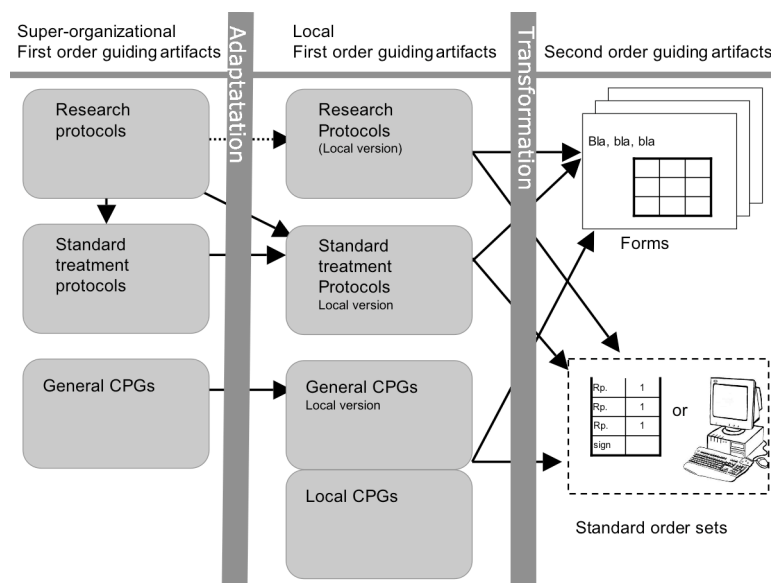 Super-organizational
First order guiding artifacts
Adaptatation
Local
First order guiding artifacts
Transformation
Second order guiding artifacts
Research
protocols
Research
Protocols
(Local version)
Bla, bla, bla
Forms
Standard
treatment
protocols
Standard
treatment
Protocols
Local version
General CPGs
General CPGs
Local version
Local CPGs
Rp. 1
Rp. 1
Rp. 1
sign
or
Standard order sets